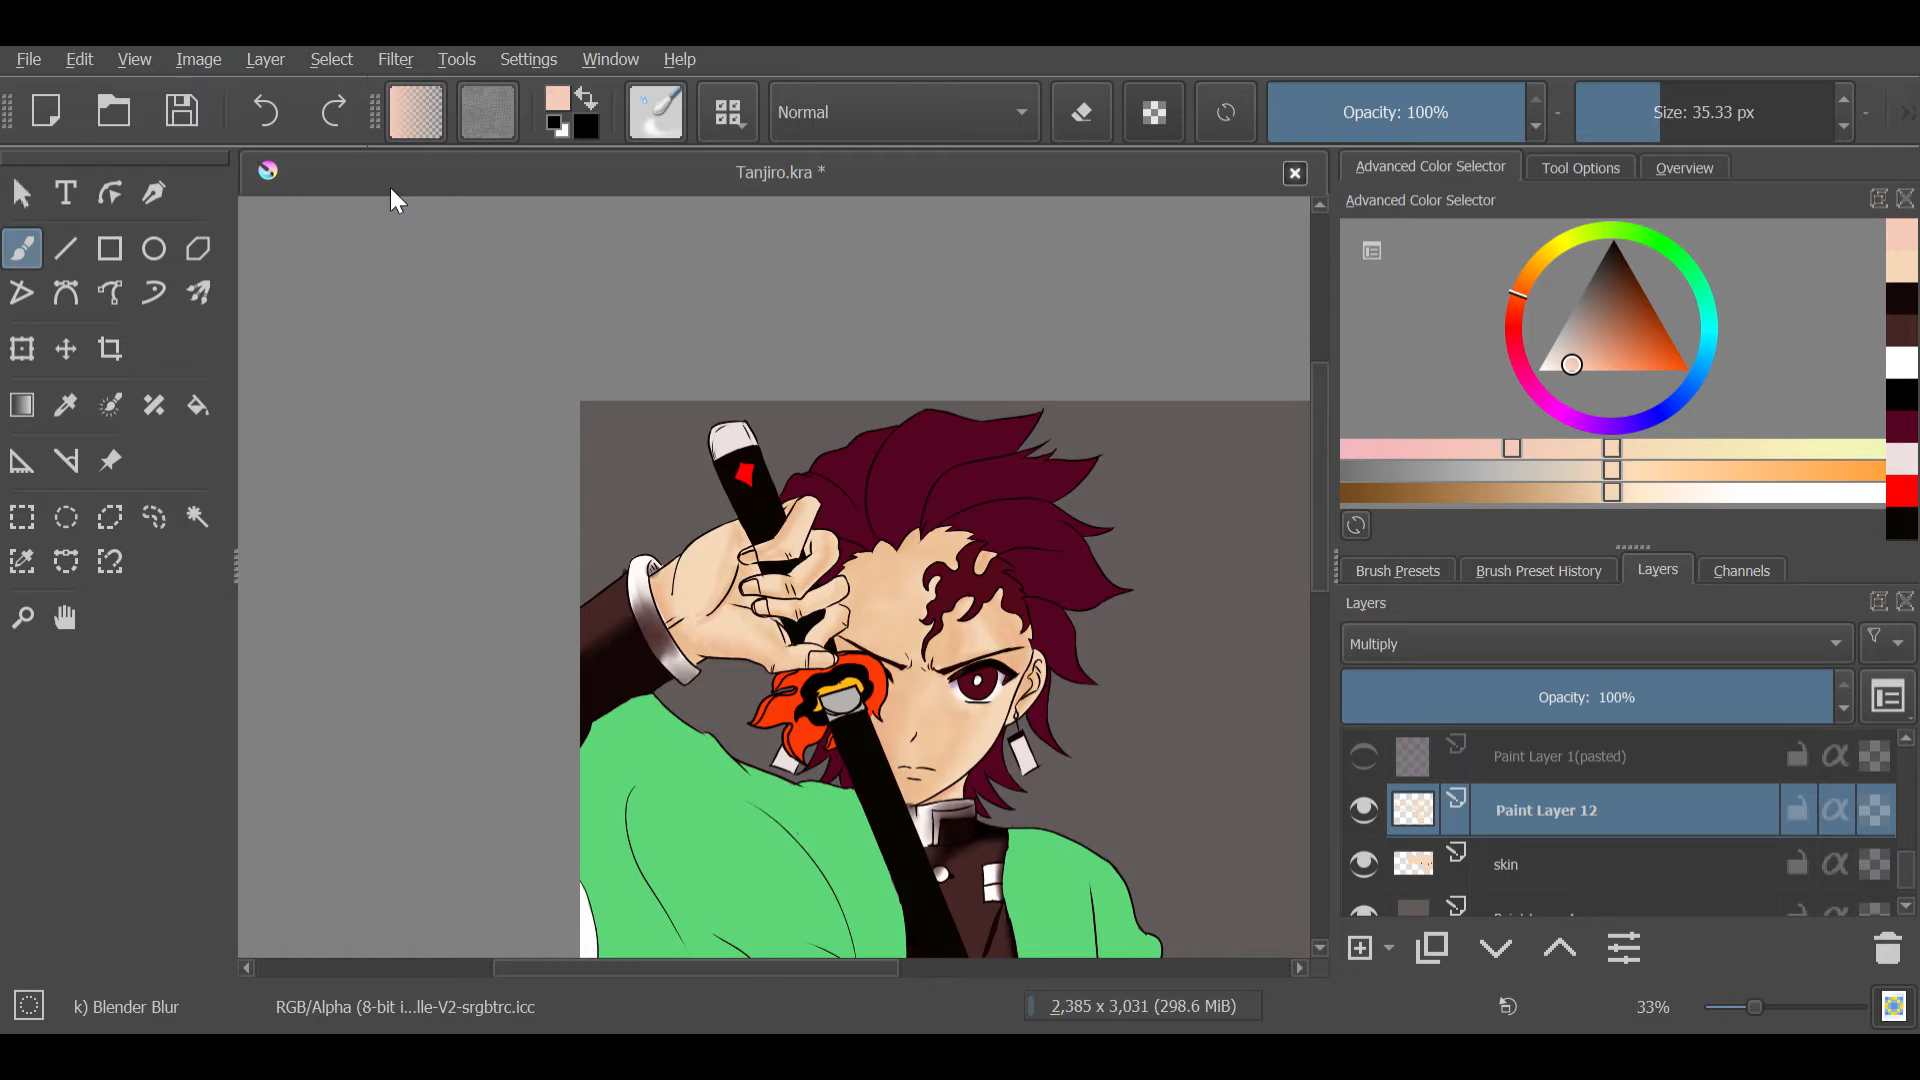 File Edit View Image Layer Select Filter Tools Settings Window Help
Normal
Opacity: 100%
Size: 35.33 px
Tanjiro.kra *
Advanced Color Selector
Tool Options
Overview
Advanced Color Selector
Brush Presets
Brush Preset History
Layers
Channels
Layers
Multiply
Opacity: 100%
Paint Layer 1(pasted)
Paint Layer 12
skin
k) Blender Blur
RGB/Alpha (8-bit i...lle-V2-srgbtrc.icc
2,385 x 3,031 (298.6 MiB)
33%